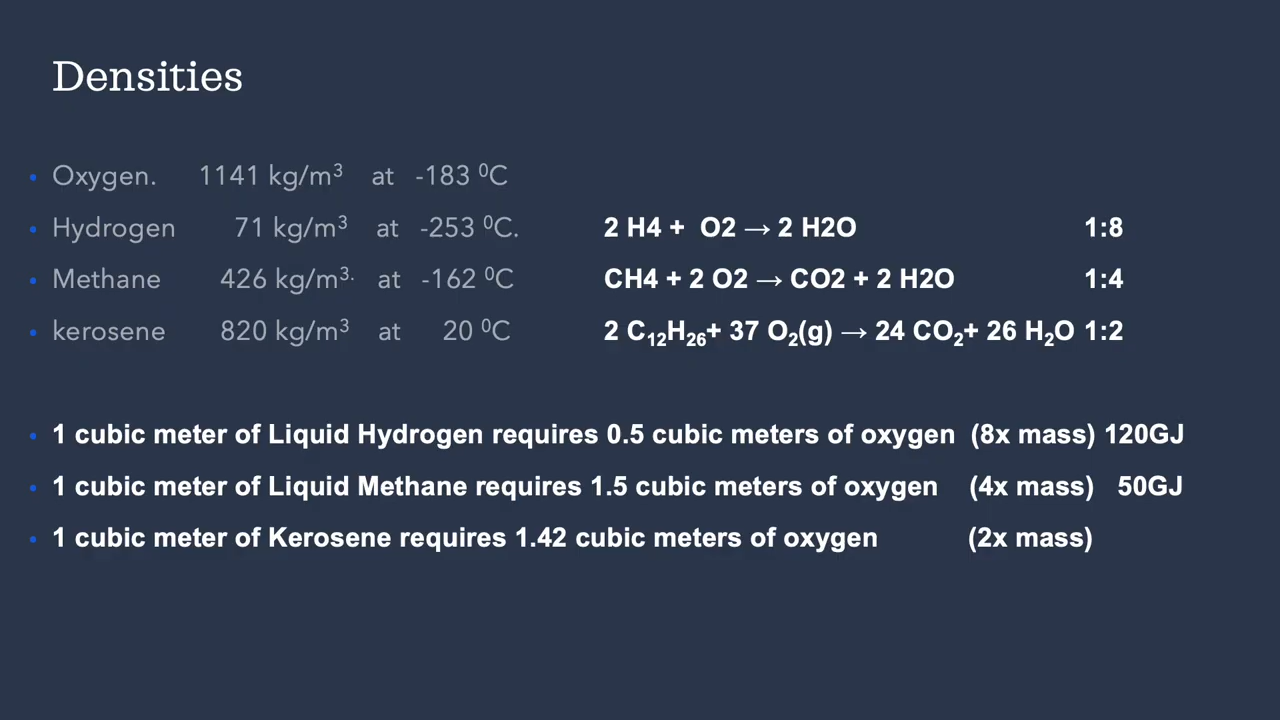 Densities
• Oxygen. 1141 kg/m³ at -183 ⁰C
• Hydrogen 71 kg/m³ at -253 ⁰C. 2 H4 + O2 → 2 H2O 1:8
• Methane 426 kg/m³· at -162 ⁰C CH4 + 2 O2 → CO2 + 2 H2O 1:4
• kerosene 820 kg/m³ at 20 ⁰C 2 C₁₂H₂₆+ 37 O₂(g) → 24 CO₂+ 26 H₂O 1:2
• 1 cubic meter of Liquid Hydrogen requires 0.5 cubic meters of oxygen (8x mass) 120GJ
• 1 cubic meter of Liquid Methane requires 1.5 cubic meters of oxygen (4x mass) 50GJ
• 1 cubic meter of Kerosene requires 1.42 cubic meters of oxygen (2x mass)